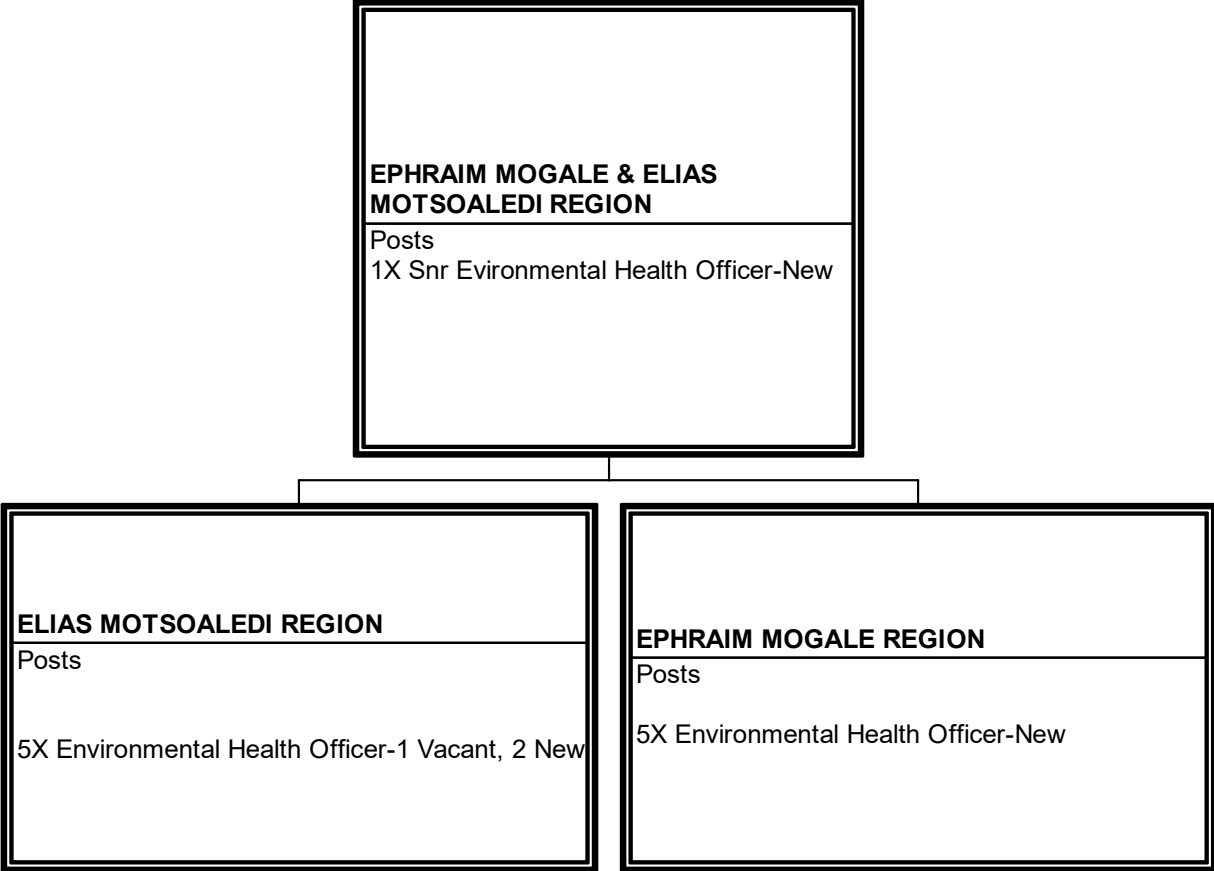 EPHRAIM MOGALE & ELIAS
MOTSOALEDI REGION
Posts
1X Snr Evironmental Health Officer-New
ELIAS MOTSOALEDI REGION
Posts
5X Environmental Health Officer-1 Vacant, 2 New
EPHRAIM MOGALE REGION
Posts
5X Environmental Health Officer-New